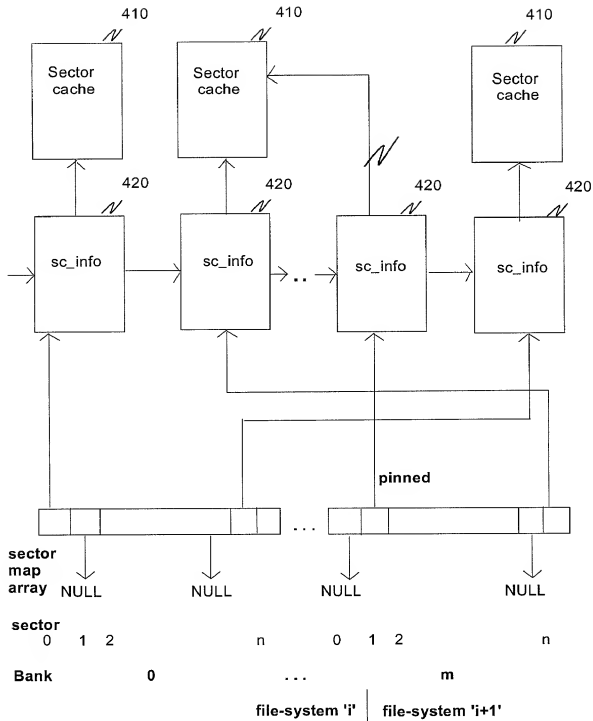 410 410 410
Sector cache Sector cache Sector cache
420 420 420 420
sc_info sc_info .. sc_info sc_info
pinned
...
sector map array NULL NULL NULL NULL
sector
0 1 2 n 0 1 2 n
Bank 0 ... m
file-system 'i' file-system 'i+1'